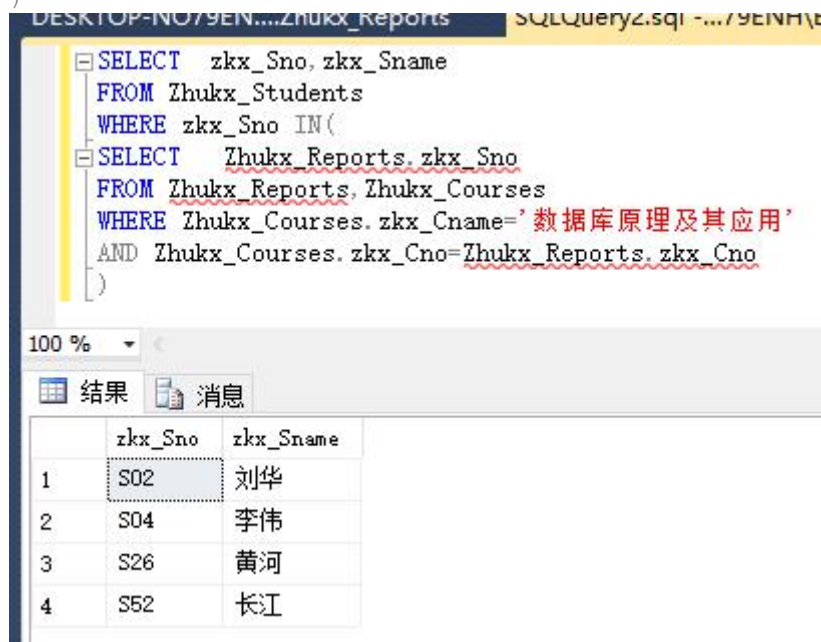 )
DESKTOP-NO79EN....Zhukx_Reports SQLQuery2.sql -...79ENH\
SELECT zkx_Sno,zkx_Sname
FROM Zhukx_Students
WHERE zkx_Sno IN(
SELECT Zhukx_Reports.zkx_Sno
FROM Zhukx_Reports,Zhukx_Courses
WHERE Zhukx_Courses.zkx_Cname='数据库原理及其应用'
AND Zhukx_Courses.zkx_Cno=Zhukx_Reports.zkx_Cno
)
100 %
结果 消息
zkx_Sno zkx_Sname
1 S02 刘华
2 S04 李伟
3 S26 黄河
4 S52 长江